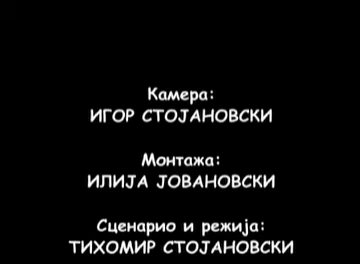 Камера:
ИГОР СТОЈАНОВСКИ
Монтажа:
ИЛИЈА ЈОВАНОВСКИ
Сценарио и режија:
ТИХОМИР СТОЈАНОВСКИ